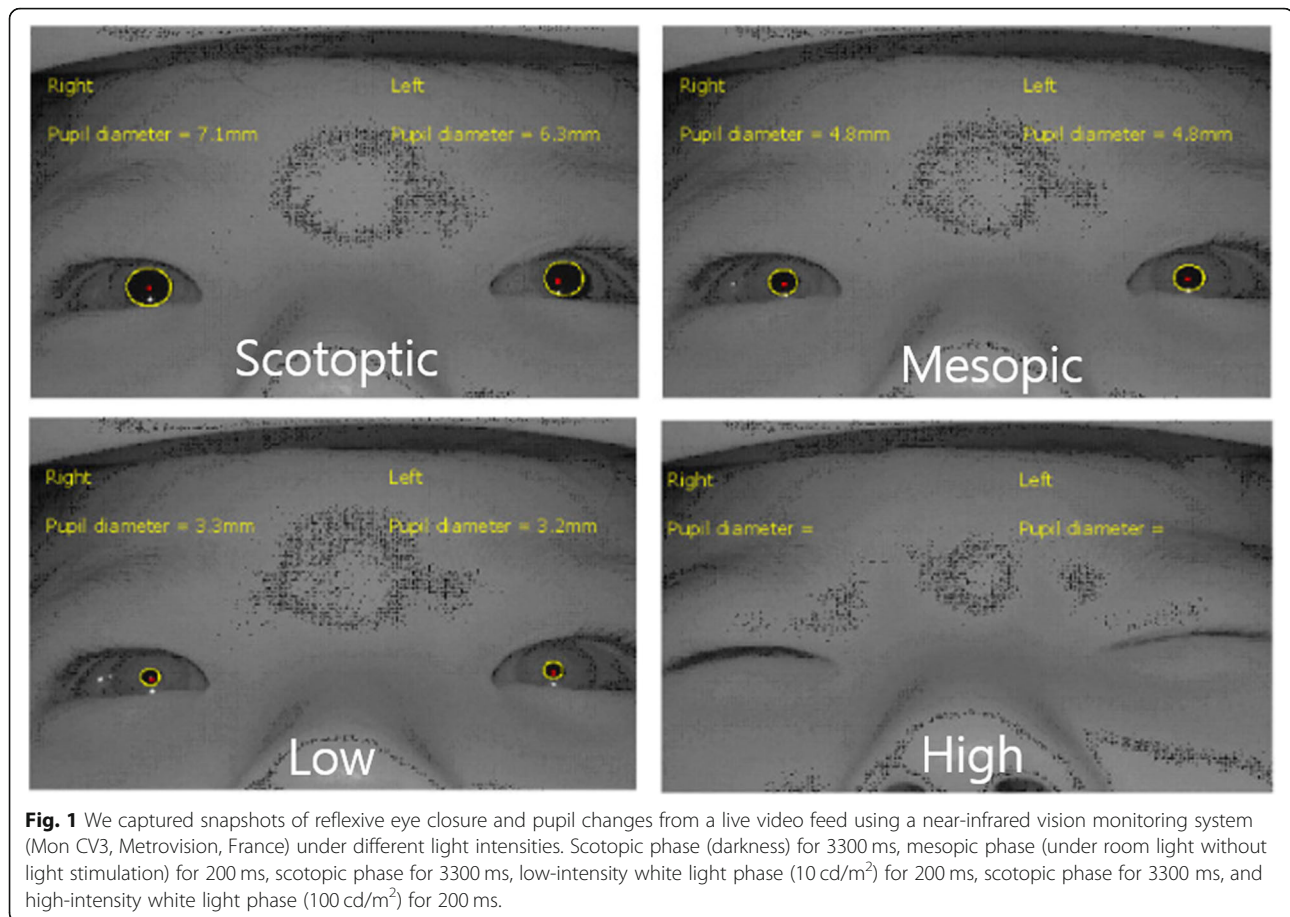 Right Left
Pupil diameter = 7.1mm Pupil diameter = 6.3mm
Scotoptic
Right Left
Pupil diameter = 4.8mm Pupil diameter = 4.8mm
Mesopic
Right Left
Pupil diameter = 3.3mm Pupil diameter = 3.2mm
Low
Right Left
Pupil diameter = Pupil diameter =
High
Fig. 1 We captured snapshots of reflexive eye closure and pupil changes from a live video feed using a near-infrared vision monitoring system
(Mon CV3, Metrovision, France) under different light intensities. Scotopic phase (darkness) for 3300 ms, mesopic phase (under room light without
light stimulation) for 200 ms, scotopic phase for 3300 ms, low-intensity white light phase (10 cd/m²) for 200 ms, scotopic phase for 3300 ms, and
high-intensity white light phase (100 cd/m²) for 200 ms.